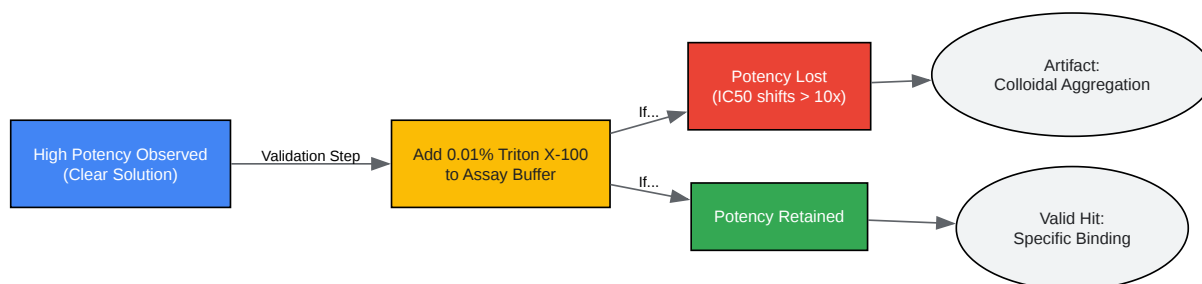 High Potency Observed
(Clear Solution)
Validation Step
Add 0.01% Triton X-100
to Assay Buffer
If...
Potency Lost
(IC50 shifts > 10x)
Artifact:
Colloidal Aggregation
If...
Potency Retained
Valid Hit:
Specific Binding